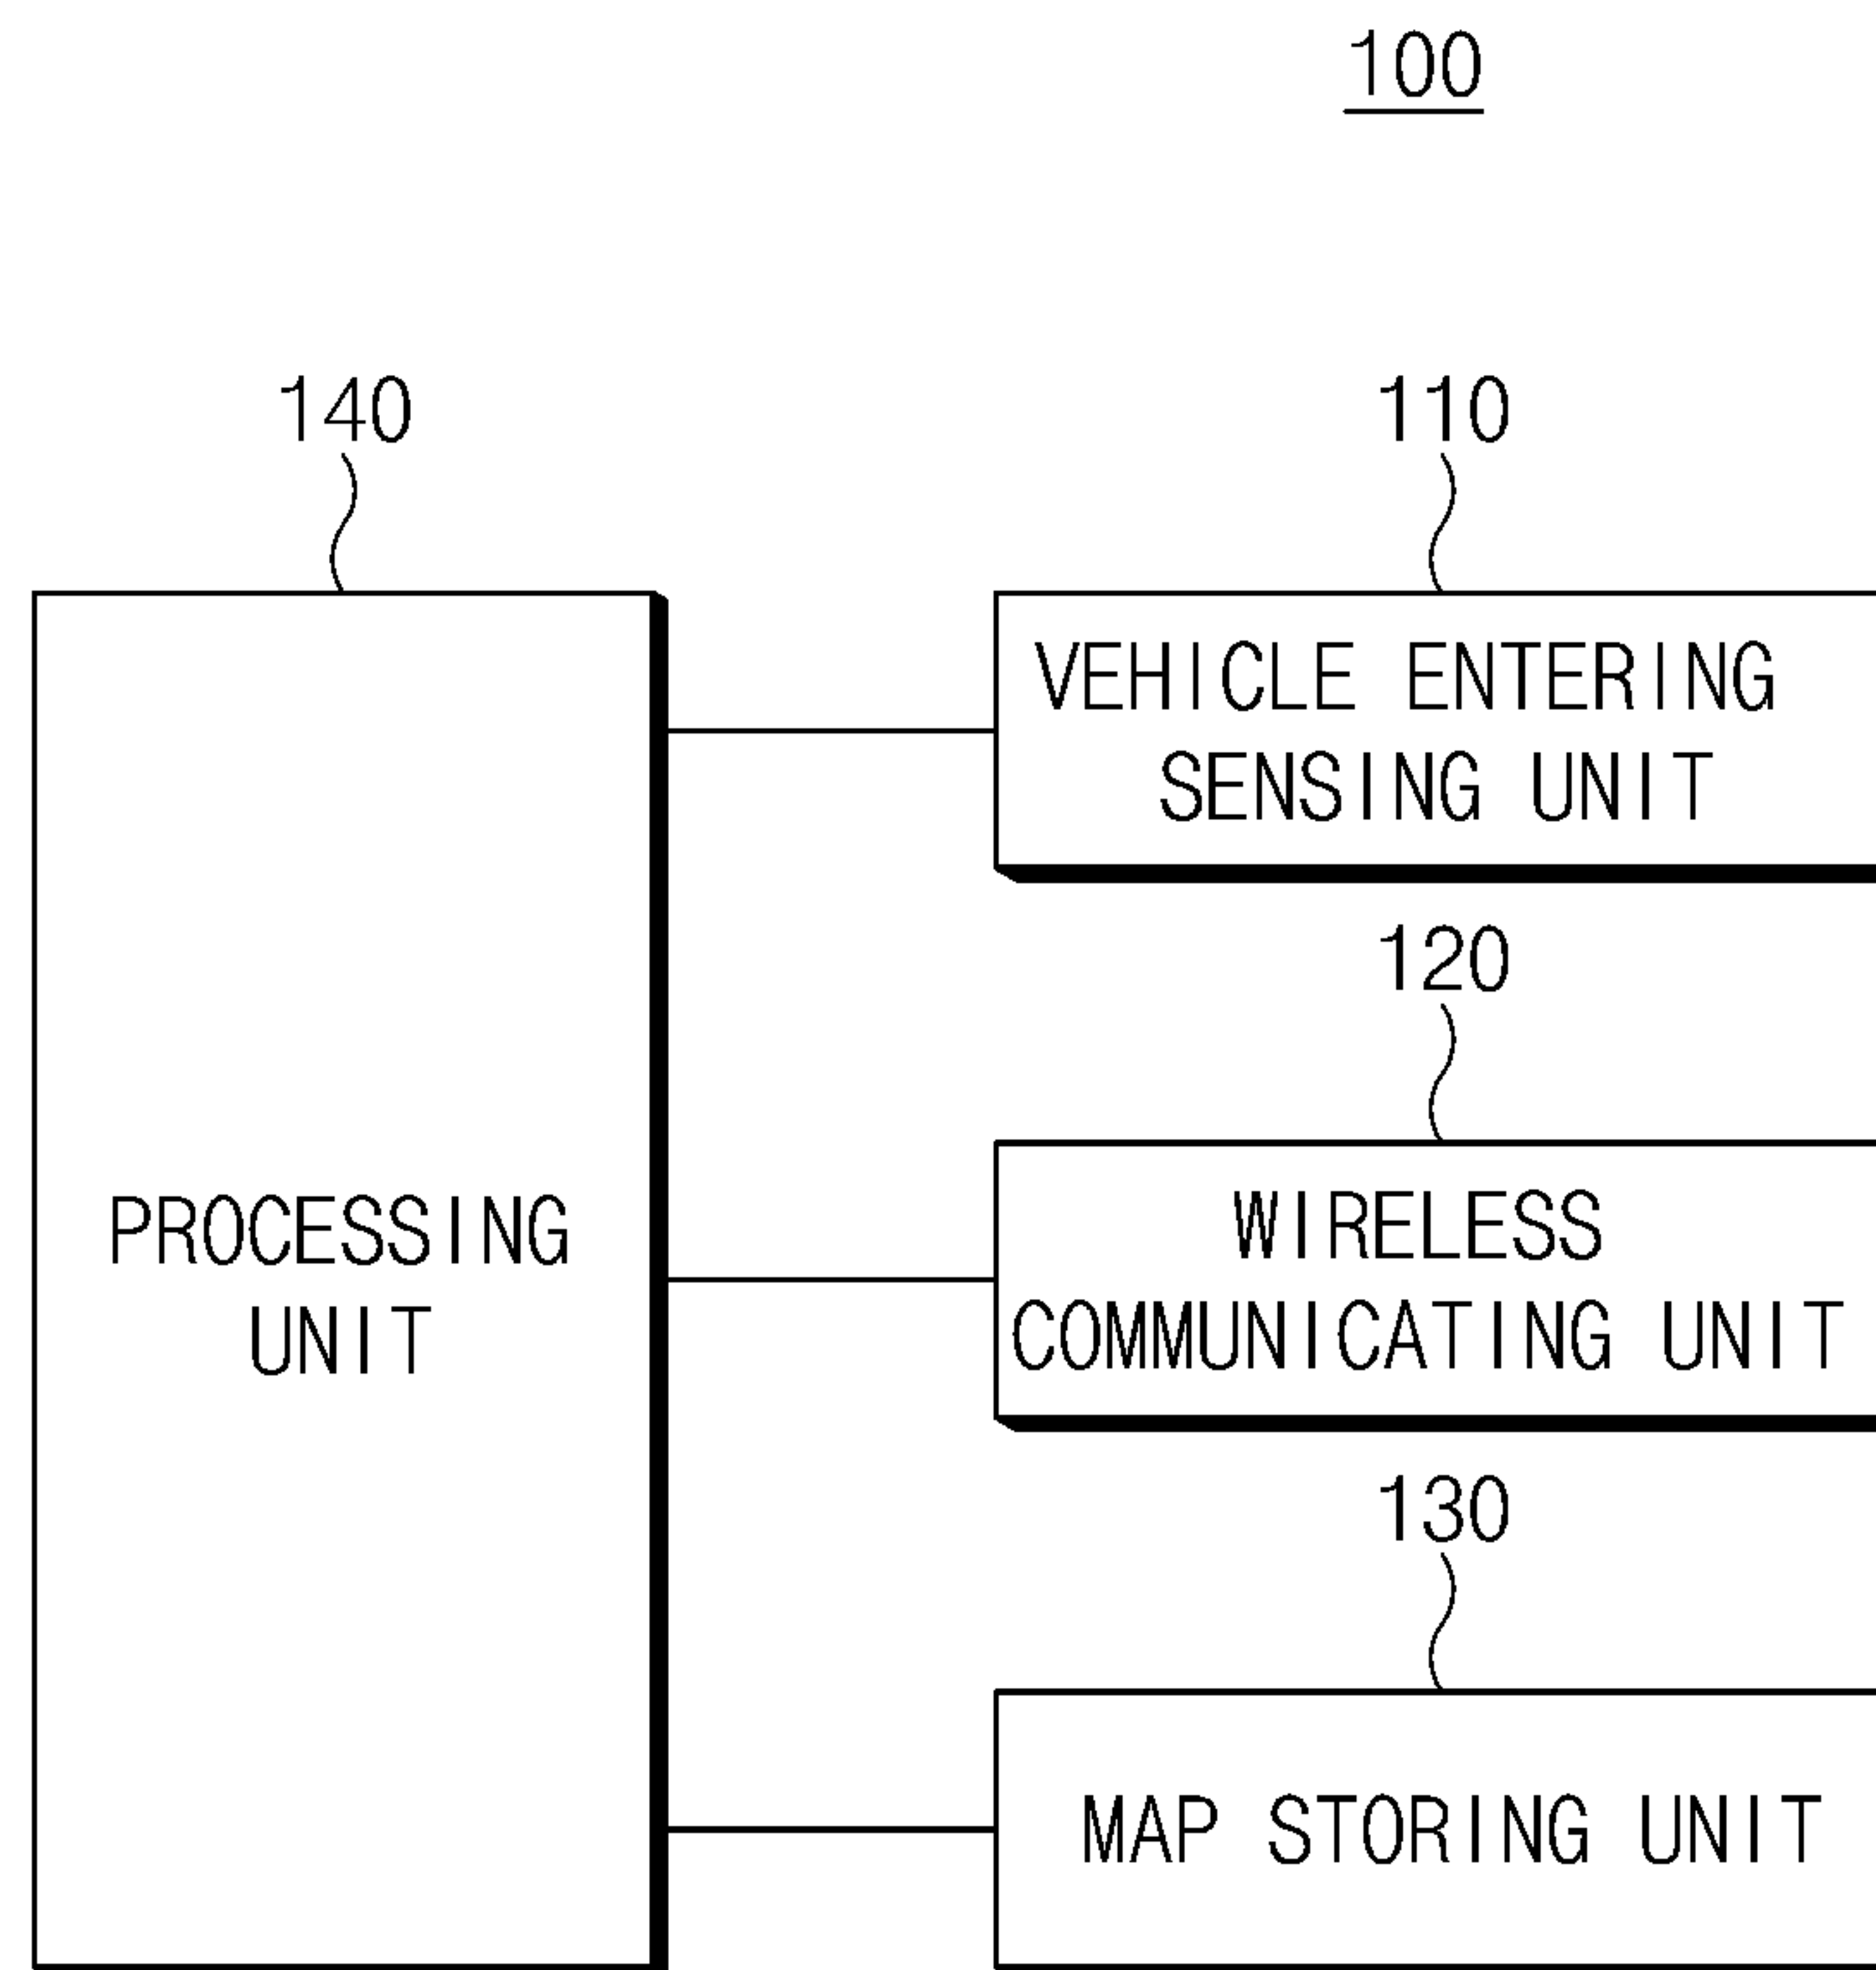 100
140
110
VEHICLE ENTERING
SENSING UNIT
120
PROCESSING
UNIT
WIRELESS
COMMUNICATING UNIT
130
MAP STORING UNIT